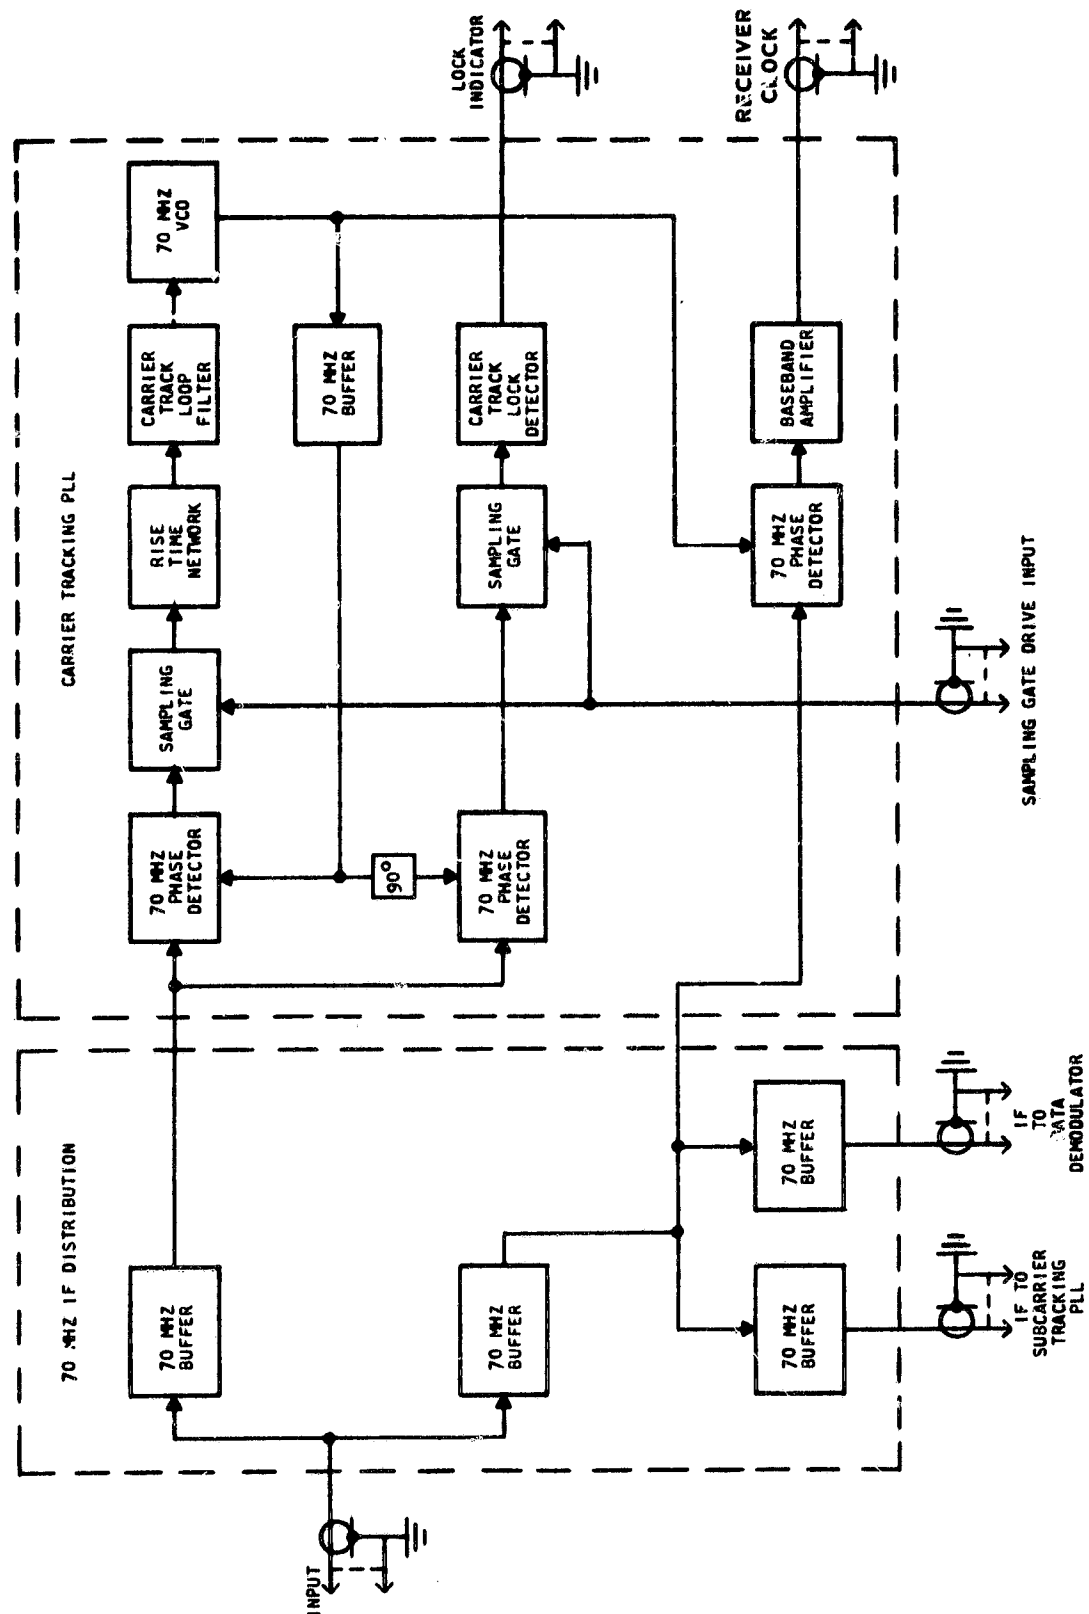 70 MHZ IF DISTRIBUTION
CARRIER TRACKING PLL
INPUT
70 MHZ
BUFFER
70 MHZ
BUFFER
70 MHZ
BUFFER
70 MHZ
BUFFER
IF TO
SUBCARRIER
TRACKING
PLL
IF
TO
DATA
DEMODULATOR
70 MHZ
PHASE
DETECTOR
SAMPLING
GATE
RISE
TIME
NETWORK
CARRIER
TRACK
LOOP
FILTER
70 MHZ
VCO
90°
70 MHZ
BUFFER
70 MHZ
PHASE
DETECTOR
SAMPLING
GATE
CARRIER
TRACK
LOCK
DETECTOR
LOCK
INDICATOR
70 MHZ
PHASE
DETECTOR
BASEBAND
AMPLIFIER
RECEIVER
CLOCK
SAMPLING GATE DRIVE INPUT